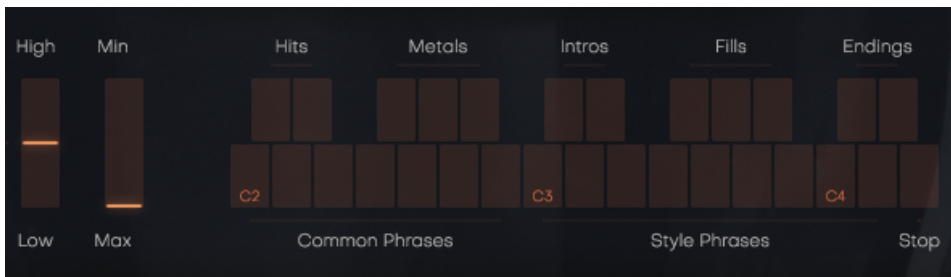 High Min Hits Metals Intros Fills Endings
C2 C3 C4
Low Max Common Phrases Style Phrases Stop